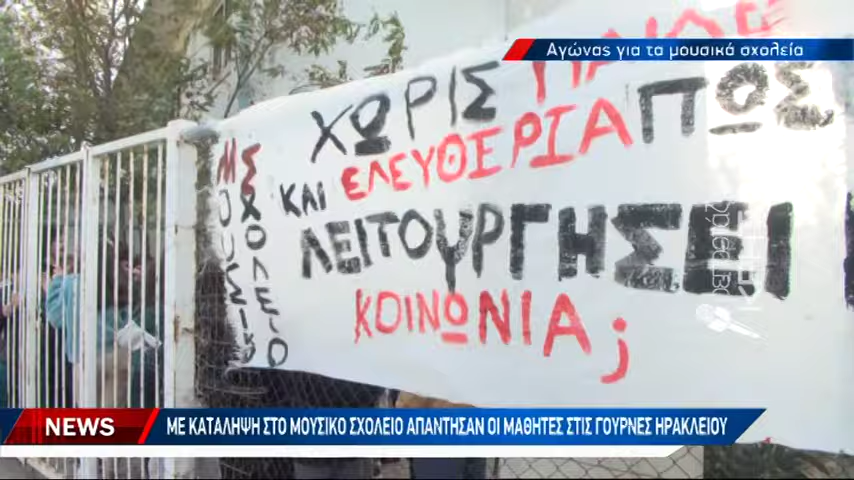 Αγώνας για τα μουσικά σχολεία
ΧΩΡΙΣ ΠΑΙΔΕΙΑ
ΚΑΙ ΕΛΕΥΘΕΡΙΑ ΠΩΣ
ΛΕΙΤΟΥΡΓΗΣΕΙ Η
ΚΟΙΝΩΝΙΑ ;
ΜΟΥΣΙΚΟ
ΣΧΟΛΕΙΟ
NEWS
ΜΕ ΚΑΤΑΛΗΨΗ ΣΤΟ ΜΟΥΣΙΚΟ ΣΧΟΛΕΙΟ ΑΠΑΝΤΗΣΑΝ ΟΙ ΜΑΘΗΤΕΣ ΣΤΙΣ ΓΟΥΡΝΕΣ ΗΡΑΚΛΕΙΟΥ